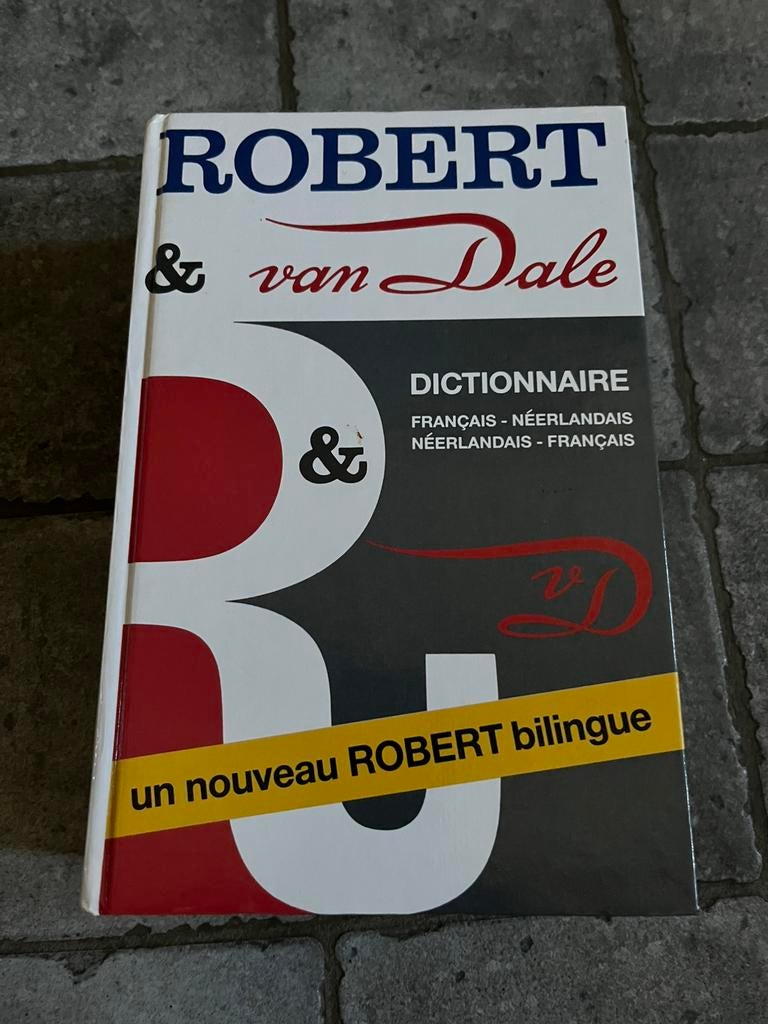 ROBERT
& van Dale
DICTIONNAIRE
FRANÇAIS - NÉERLANDAIS
NÉERLANDAIS - FRANÇAIS
R
&
vD
un nouveau ROBERT bilingue